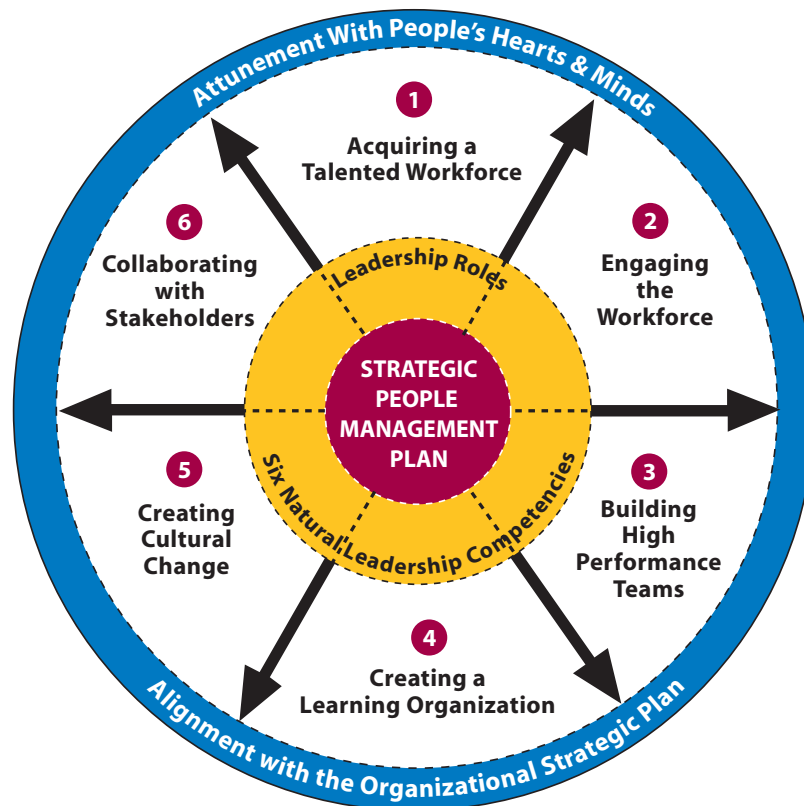 Attunement With People's Hearts & Minds
1
Acquiring a
Talented Workforce
2
Engaging
the
Workforce
3
Building
High
Performance
Teams
4
Creating a
Learning Organization
5
Creating
Cultural
Change
6
Collaborating
with
Stakeholders
Leadership Roles
STRATEGIC
PEOPLE
MANAGEMENT
PLAN
Six Natural Leadership Competencies
Alignment with the Organizational Strategic Plan